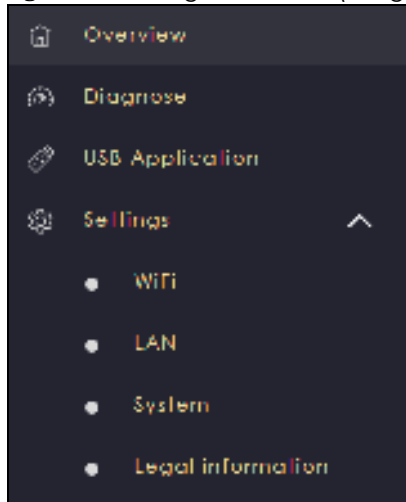 Overview
Diagnose
USB Application
Settings
WiFi
LAN
System
Legal information